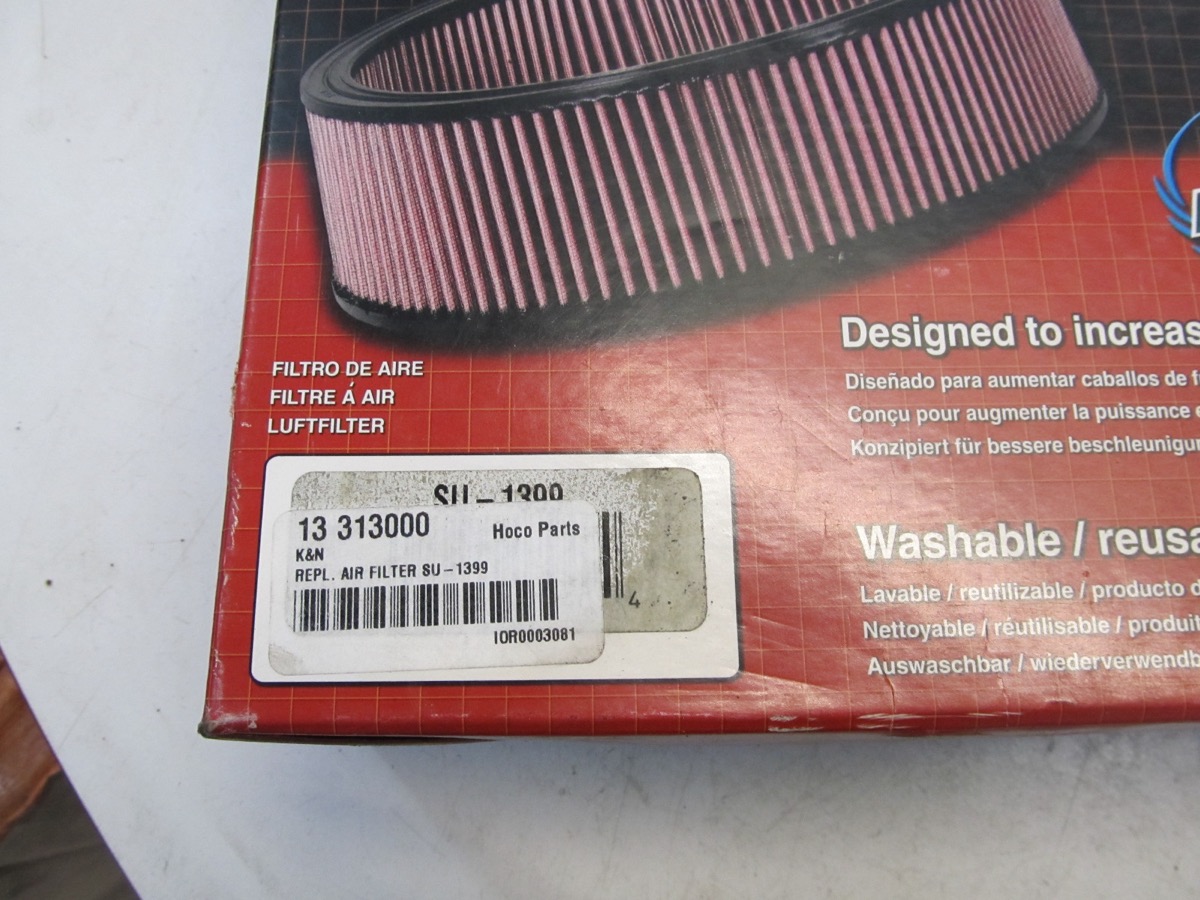 FILTRO DE AIRE
FILTRE Á AIR
LUFTFILTER
SU-1399
13 313000 Hoco Parts
K&N
REPL. AIR FILTER SU-1399
IOR0003081
4
Designed to increas
Diseñado para aumentar caballos de f
Conçu pour augmenter la puissance
Konzipiert für bessere beschleunigu
Washable / reusa
Lavable / reutilizable / producto d
Nettoyable / réutilisable / produit
Auswaschbar / wiederverwendb